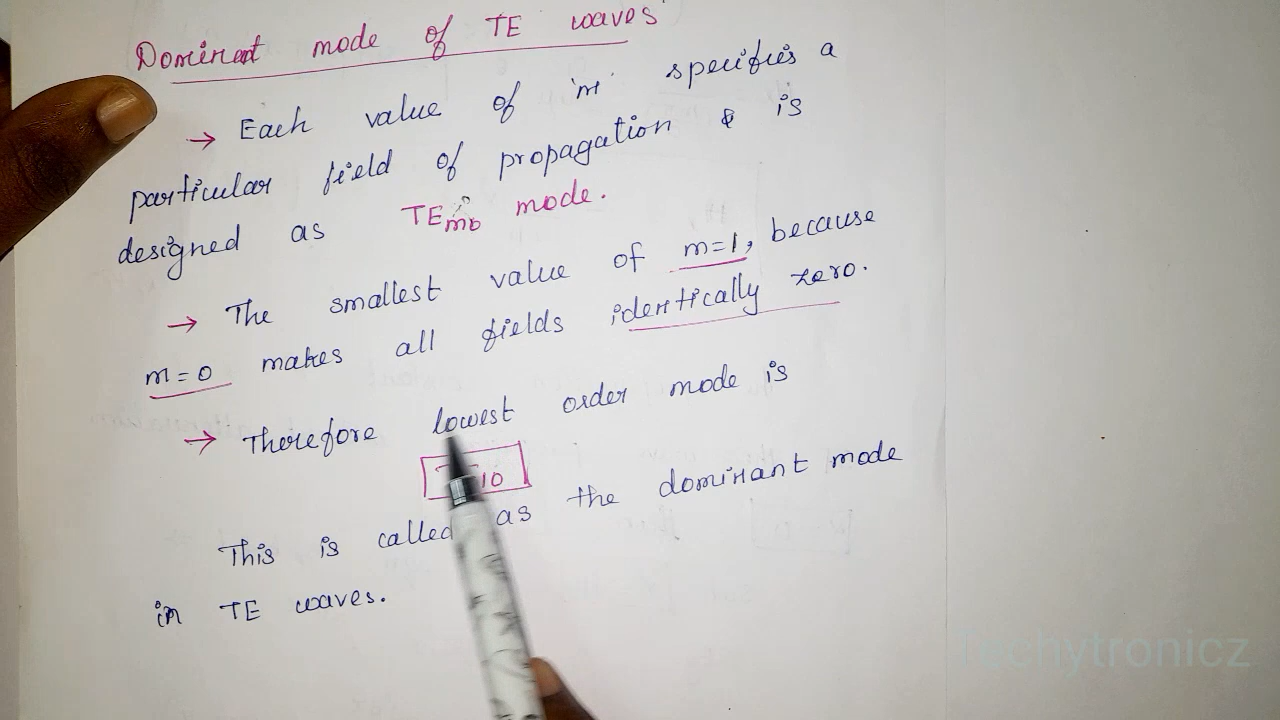 Dominant mode of TE waves
→ Each value of 'm' specifies a
particular field of propagation & is
designed as TEm0 mode.
→ The smallest value of m=1, because
m=0 makes all fields identically zero.
→ Therefore lowest order mode is
10
This is called as the dominant mode
in TE waves.
Techytronicz